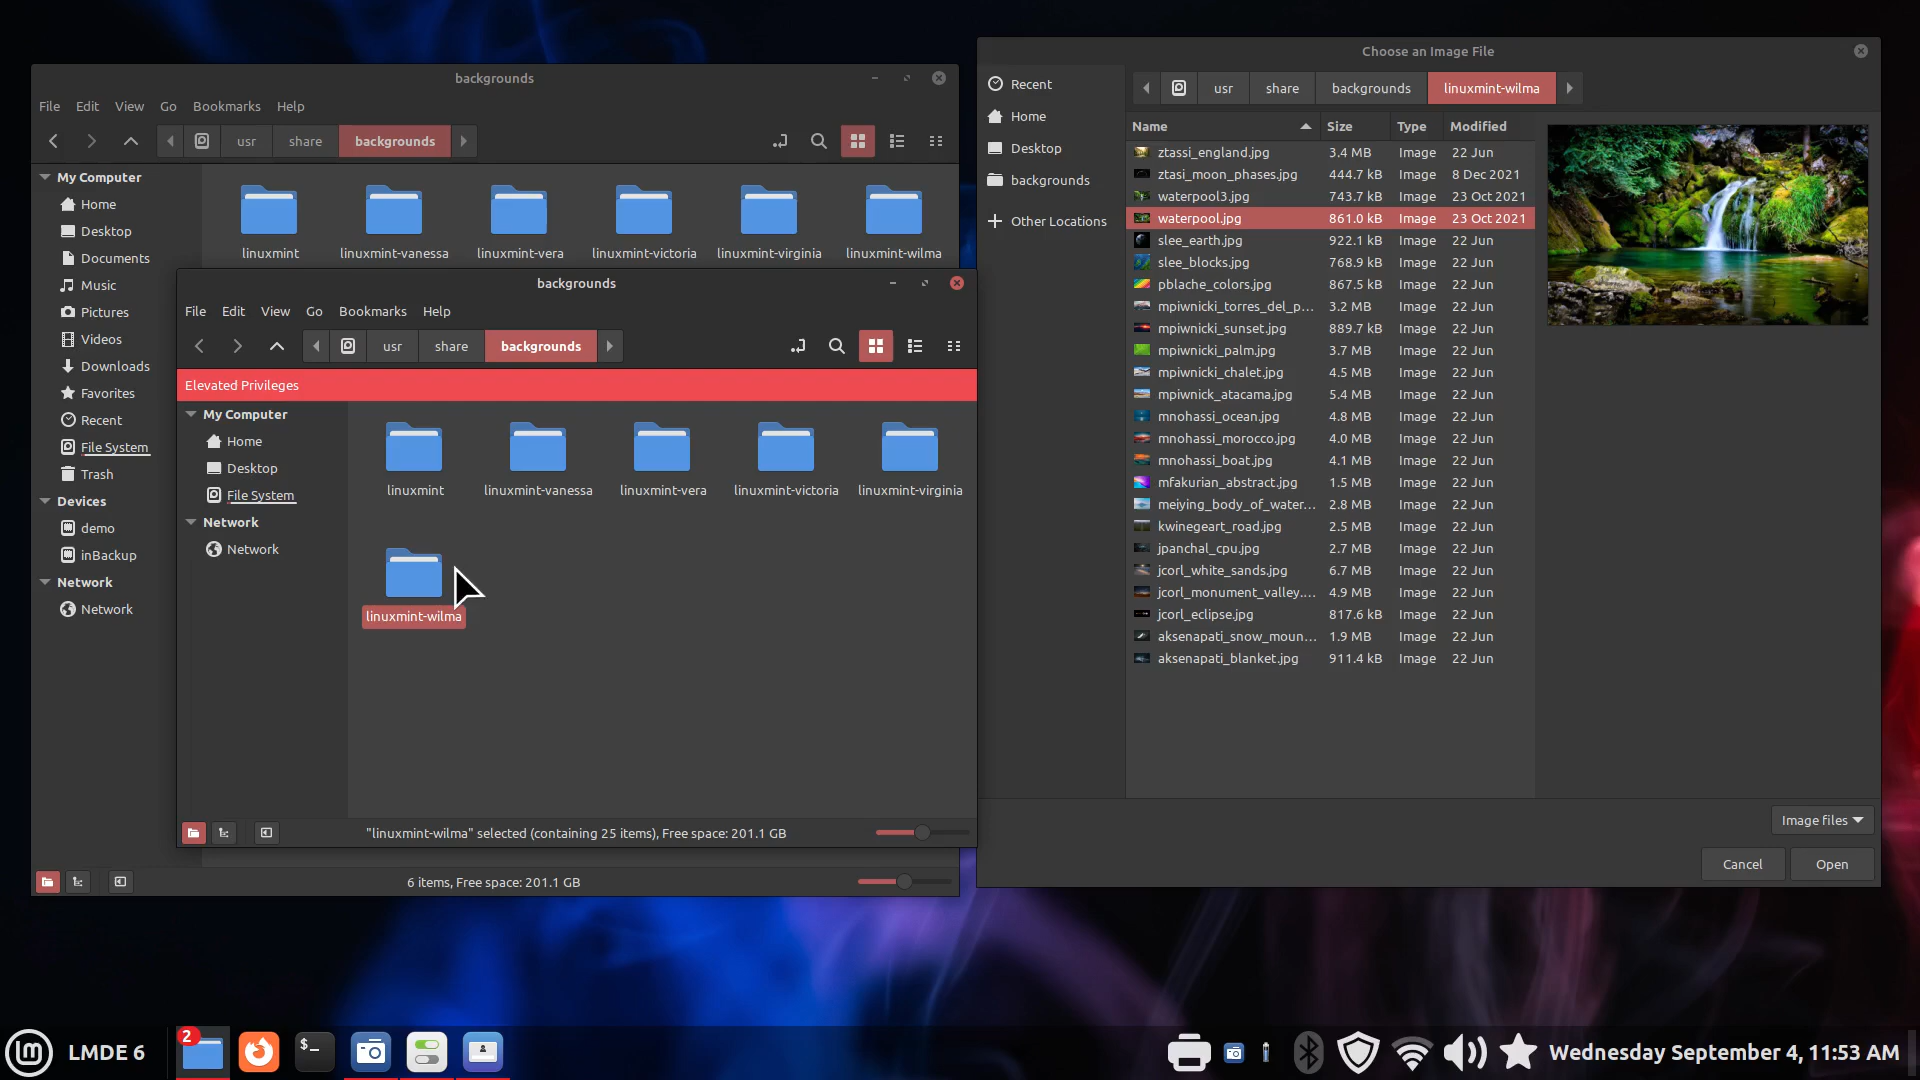 backgrounds
File Edit View Go Bookmarks Help
usr share backgrounds
My Computer
Home
Desktop
Documents
Music
Pictures
Videos
Downloads
Favorites
Recent
File System
Trash
Devices
demo
inBackup
Network
Network
linuxmint linuxmint-vanessa linuxmint-vera linuxmint-victoria linuxmint-virginia linuxmint-wilma
6 items, Free space: 201.1 GB
backgrounds
File Edit View Go Bookmarks Help
usr share backgrounds
Elevated Privileges
My Computer
Home
Desktop
File System
Network
Network
linuxmint linuxmint-vanessa linuxmint-vera linuxmint-victoria linuxmint-virginia
linuxmint-wilma
"linuxmint-wilma" selected (containing 25 items), Free space: 201.1 GB
Choose an Image File
Recent
Home
Desktop
backgrounds
Other Locations
usr share backgrounds linuxmint-wilma
Name Size Type Modified
ztassi_england.jpg 3.4 MB Image 22 Jun
ztasi_moon_phases.jpg 444.7 kB Image 8 Dec 2021
waterpool3.jpg 743.7 kB Image 23 Oct 2021
waterpool.jpg 861.0 kB Image 23 Oct 2021
slee_earth.jpg 922.1 kB Image 22 Jun
slee_blocks.jpg 768.9 kB Image 22 Jun
pblache_colors.jpg 867.5 kB Image 22 Jun
mpiwnicki_torres_del_p... 3.2 MB Image 22 Jun
mpiwnicki_sunset.jpg 889.7 kB Image 22 Jun
mpiwnicki_palm.jpg 3.7 MB Image 22 Jun
mpiwnicki_chalet.jpg 4.5 MB Image 22 Jun
mpiwnick_atacama.jpg 5.4 MB Image 22 Jun
mnohassi_ocean.jpg 4.8 MB Image 22 Jun
mnohassi_morocco.jpg 4.0 MB Image 22 Jun
mnohassi_boat.jpg 4.1 MB Image 22 Jun
mfakurian_abstract.jpg 1.5 MB Image 22 Jun
meiying_body_of_water... 2.8 MB Image 22 Jun
kwinegeart_road.jpg 2.5 MB Image 22 Jun
jpanchal_cpu.jpg 2.7 MB Image 22 Jun
jcorl_white_sands.jpg 6.7 MB Image 22 Jun
jcorl_monument_valley.... 4.9 MB Image 22 Jun
jcorl_eclipse.jpg 817.6 kB Image 22 Jun
aksenapati_snow_moun... 1.9 MB Image 22 Jun
aksenapati_blanket.jpg 911.4 kB Image 22 Jun
Image files
Cancel Open
lm LMDE 6 2 $_ Wednesday September 4, 11:53 AM